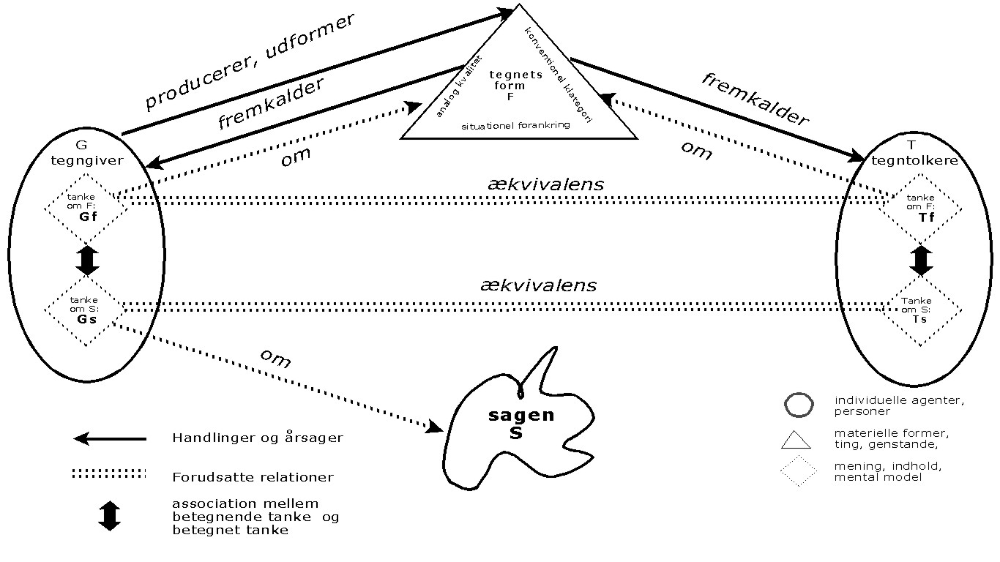 producerer, udformer
fremkalder
om
analog kvalitet
konventionel klategori
tegnets
form
F
situationel forankring
fremkalder
om
G
tegngiver
T
tegntolkere
ækvivalens
tanke
om F:
Gf
tanke
om F:
Tf
ækvivalens
tanke
om S:
Gs
Tanke
om S:
Ts
om
sagen
S
Handlinger og årsager
Forudsatte relationer
association mellem
betegnende tanke og
betegnet tanke
individuelle agenter,
personer
materielle former,
ting, genstande,
mening, indhold,
mental model